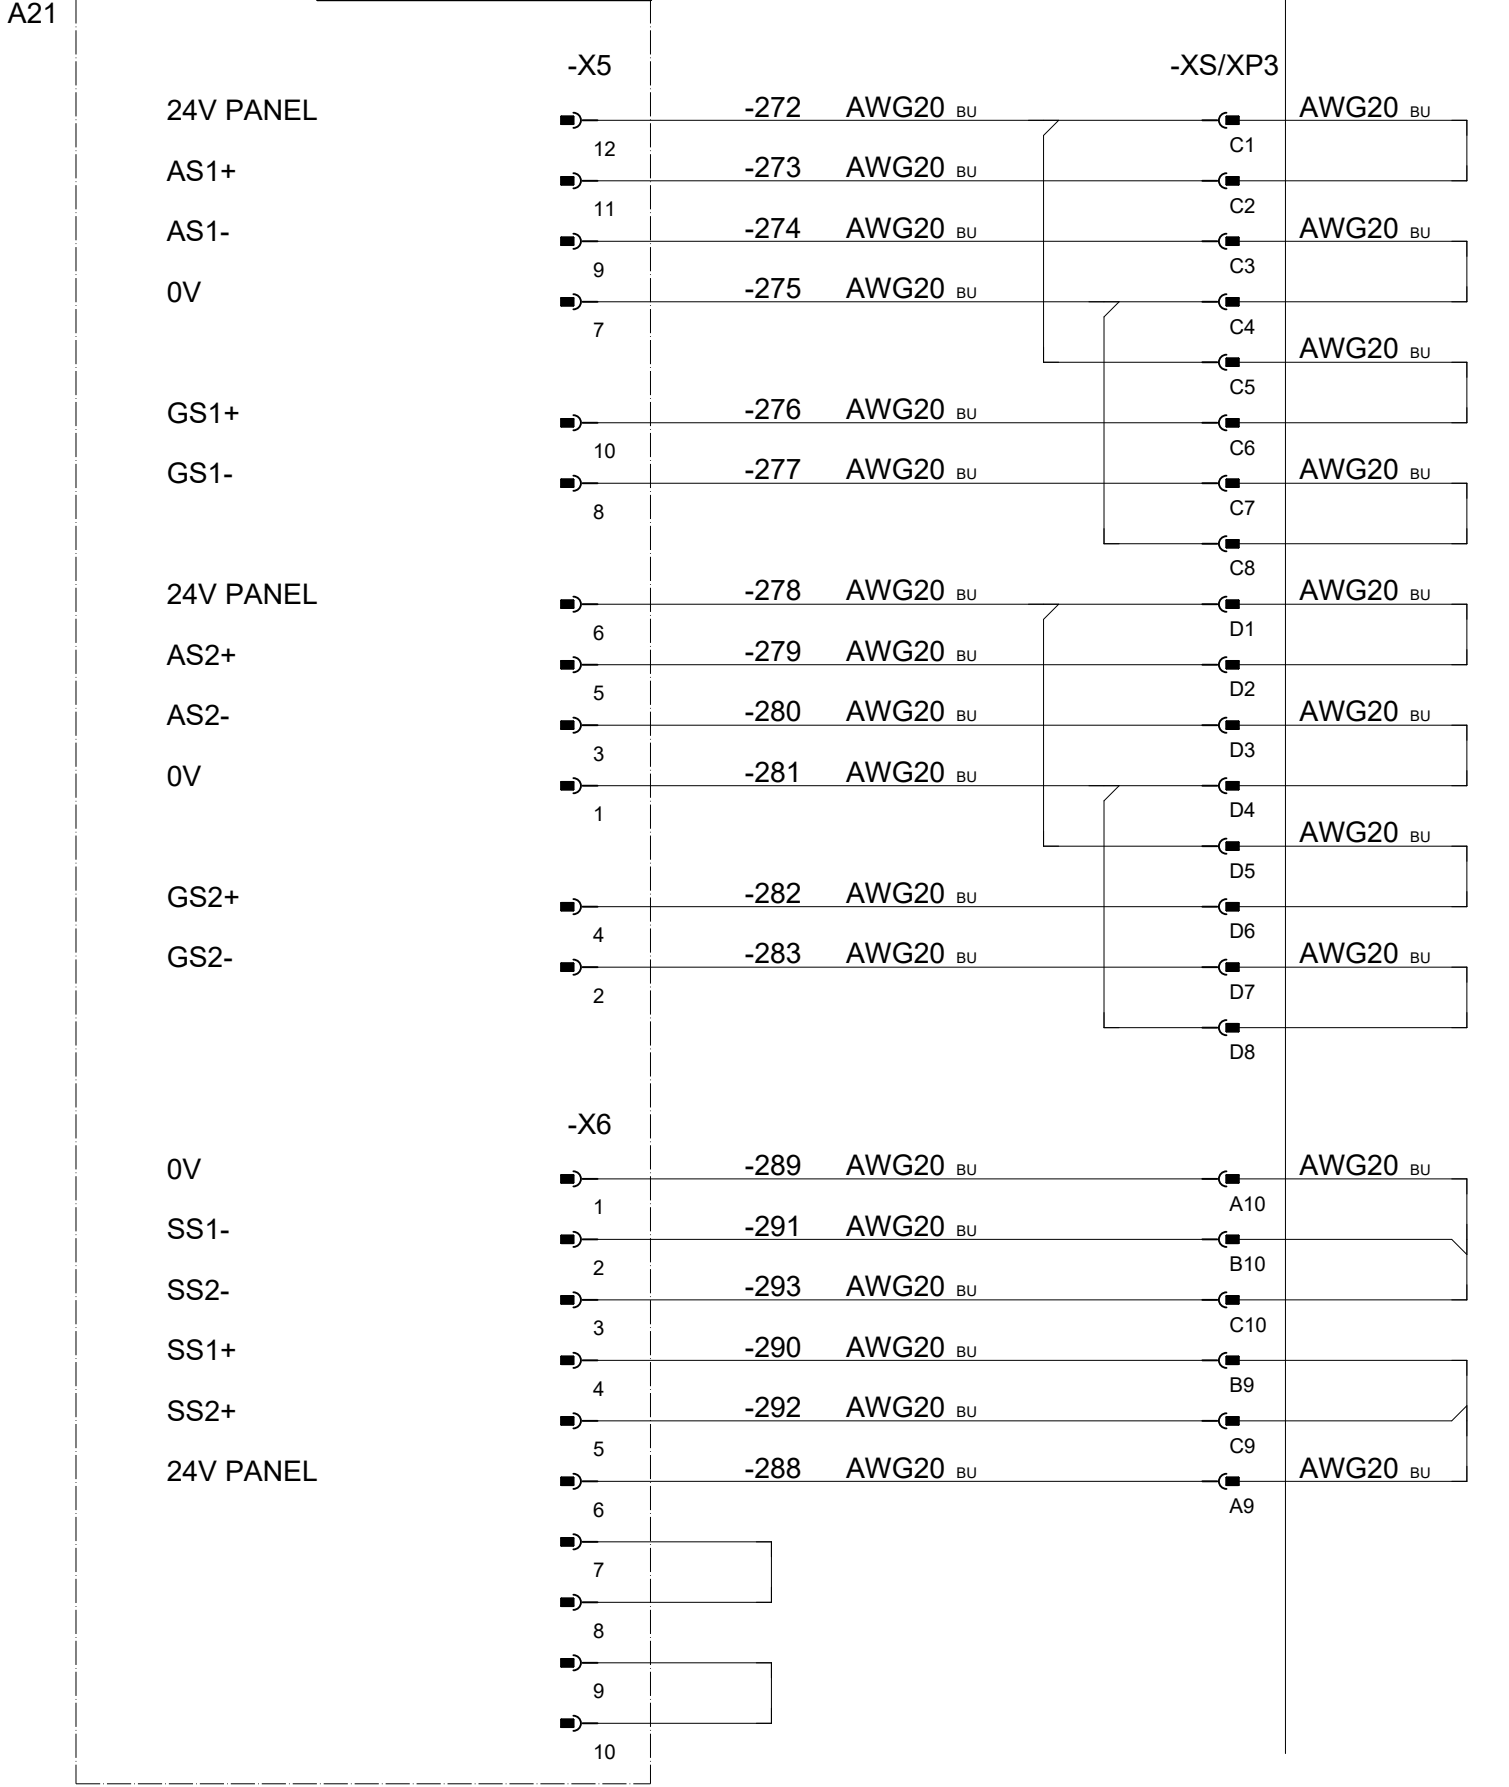 A21
-X5 -XS/XP3
24V PANEL -272 AWG20 BU AWG20 BU
12 C1
AS1+ -273 AWG20 BU
11 C2
AS1- -274 AWG20 BU AWG20 BU
9 C3
0V -275 AWG20 BU
7 C4
AWG20 BU
C5
GS1+ -276 AWG20 BU
10 C6
GS1- -277 AWG20 BU AWG20 BU
8 C7
C8
24V PANEL -278 AWG20 BU AWG20 BU
6 D1
AS2+ -279 AWG20 BU
5 D2
AS2- -280 AWG20 BU AWG20 BU
3 D3
0V -281 AWG20 BU
1 D4
AWG20 BU
D5
GS2+ -282 AWG20 BU
4 D6
GS2- -283 AWG20 BU AWG20 BU
2 D7
D8
-X6
0V -289 AWG20 BU AWG20 BU
1 A10
SS1- -291 AWG20 BU
2 B10
SS2- -293 AWG20 BU
3 C10
SS1+ -290 AWG20 BU
4 B9
SS2+ -292 AWG20 BU
5 C9
24V PANEL -288 AWG20 BU AWG20 BU
6 A9
7
8
9
10